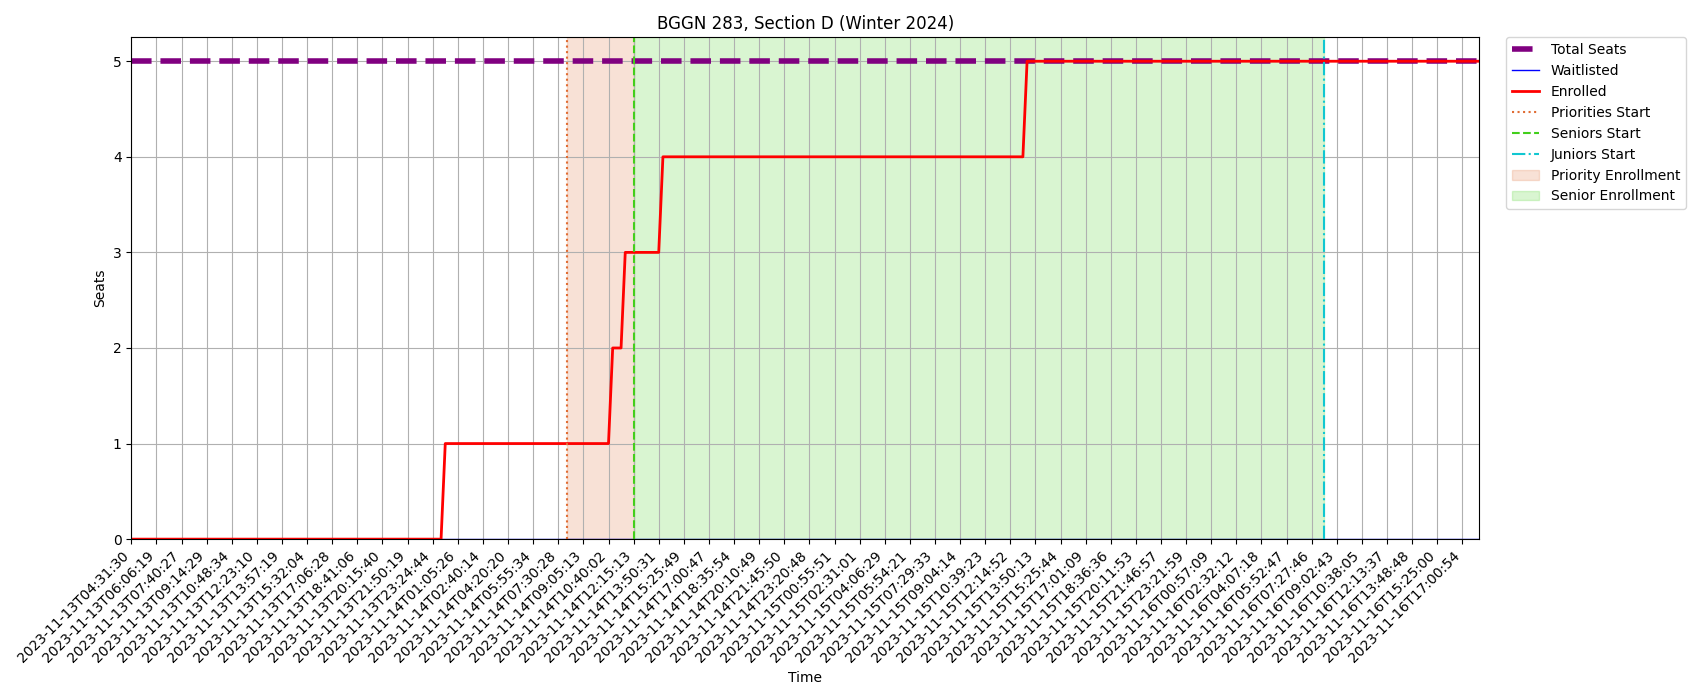 BGGN 283, Section D (Winter 2024)
Total Seats
Waitlisted
Enrolled
Priorities Start
Seniors Start
Juniors Start
Priority Enrollment
Senior Enrollment
Seats
5
4
3
2
1
0
2023-11-13T04:31:30
2023-11-13T06:06:19
2023-11-13T07:40:27
2023-11-13T09:14:29
2023-11-13T10:48:34
2023-11-13T12:23:10
2023-11-13T13:57:19
2023-11-13T15:32:04
2023-11-13T17:06:28
2023-11-13T18:41:06
2023-11-13T20:15:40
2023-11-13T21:50:19
2023-11-13T23:24:44
2023-11-14T01:05:26
2023-11-14T02:40:14
2023-11-14T04:20:20
2023-11-14T05:55:34
2023-11-14T07:30:28
2023-11-14T09:05:13
2023-11-14T10:40:02
2023-11-14T12:15:13
2023-11-14T13:50:31
2023-11-14T15:25:49
2023-11-14T17:00:47
2023-11-14T18:35:54
2023-11-14T20:10:49
2023-11-14T21:45:50
2023-11-14T23:20:48
2023-11-15T00:55:51
2023-11-15T02:31:01
2023-11-15T04:06:29
2023-11-15T05:54:21
2023-11-15T07:29:33
2023-11-15T09:04:14
2023-11-15T10:39:23
2023-11-15T12:14:52
2023-11-15T13:50:13
2023-11-15T15:25:44
2023-11-15T17:01:09
2023-11-15T18:36:36
2023-11-15T20:11:53
2023-11-15T21:46:57
2023-11-15T23:21:59
2023-11-16T00:57:09
2023-11-16T02:32:12
2023-11-16T04:07:18
2023-11-16T05:52:47
2023-11-16T07:27:46
2023-11-16T09:02:43
2023-11-16T10:38:05
2023-11-16T12:13:37
2023-11-16T13:48:48
2023-11-16T15:25:00
2023-11-16T17:00:54
Time